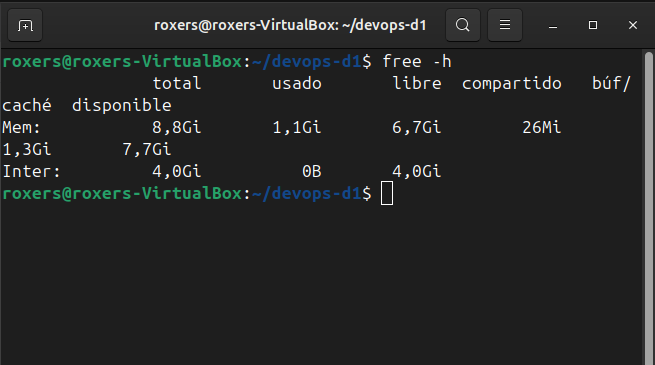 roxers@roxers-VirtualBox: ~/devops-d1
roxers@roxers-VirtualBox:~/devops-d1$ free -h
total usado libre compartido búf/
caché disponible
Mem: 8,8Gi 1,1Gi 6,7Gi 26Mi
1,3Gi 7,7Gi
Inter: 4,0Gi 0B 4,0Gi
roxers@roxers-VirtualBox:~/devops-d1$